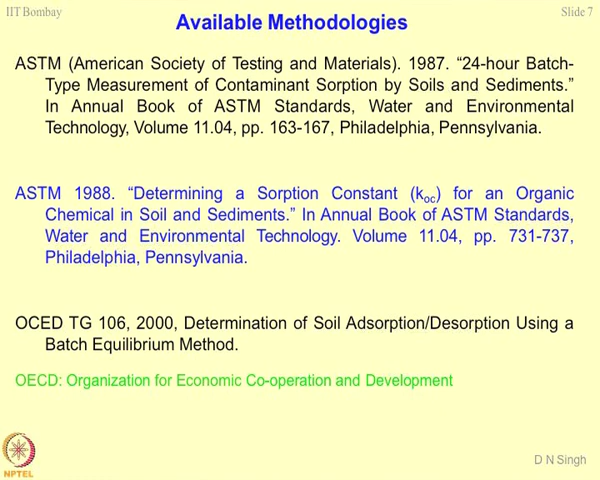 IIT Bombay
Slide 7
Available Methodologies
ASTM (American Society of Testing and Materials). 1987. “24-hour Batch-
Type Measurement of Contaminant Sorption by Soils and Sediments.”
In Annual Book of ASTM Standards, Water and Environmental
Technology, Volume 11.04, pp. 163-167, Philadelphia, Pennsylvania.
ASTM 1988. “Determining a Sorption Constant (koc) for an Organic
Chemical in Soil and Sediments.” In Annual Book of ASTM Standards,
Water and Environmental Technology. Volume 11.04, pp. 731-737,
Philadelphia, Pennsylvania.
OCED TG 106, 2000, Determination of Soil Adsorption/Desorption Using a
Batch Equilibrium Method.
OECD: Organization for Economic Co-operation and Development
NPTEL
D N Singh